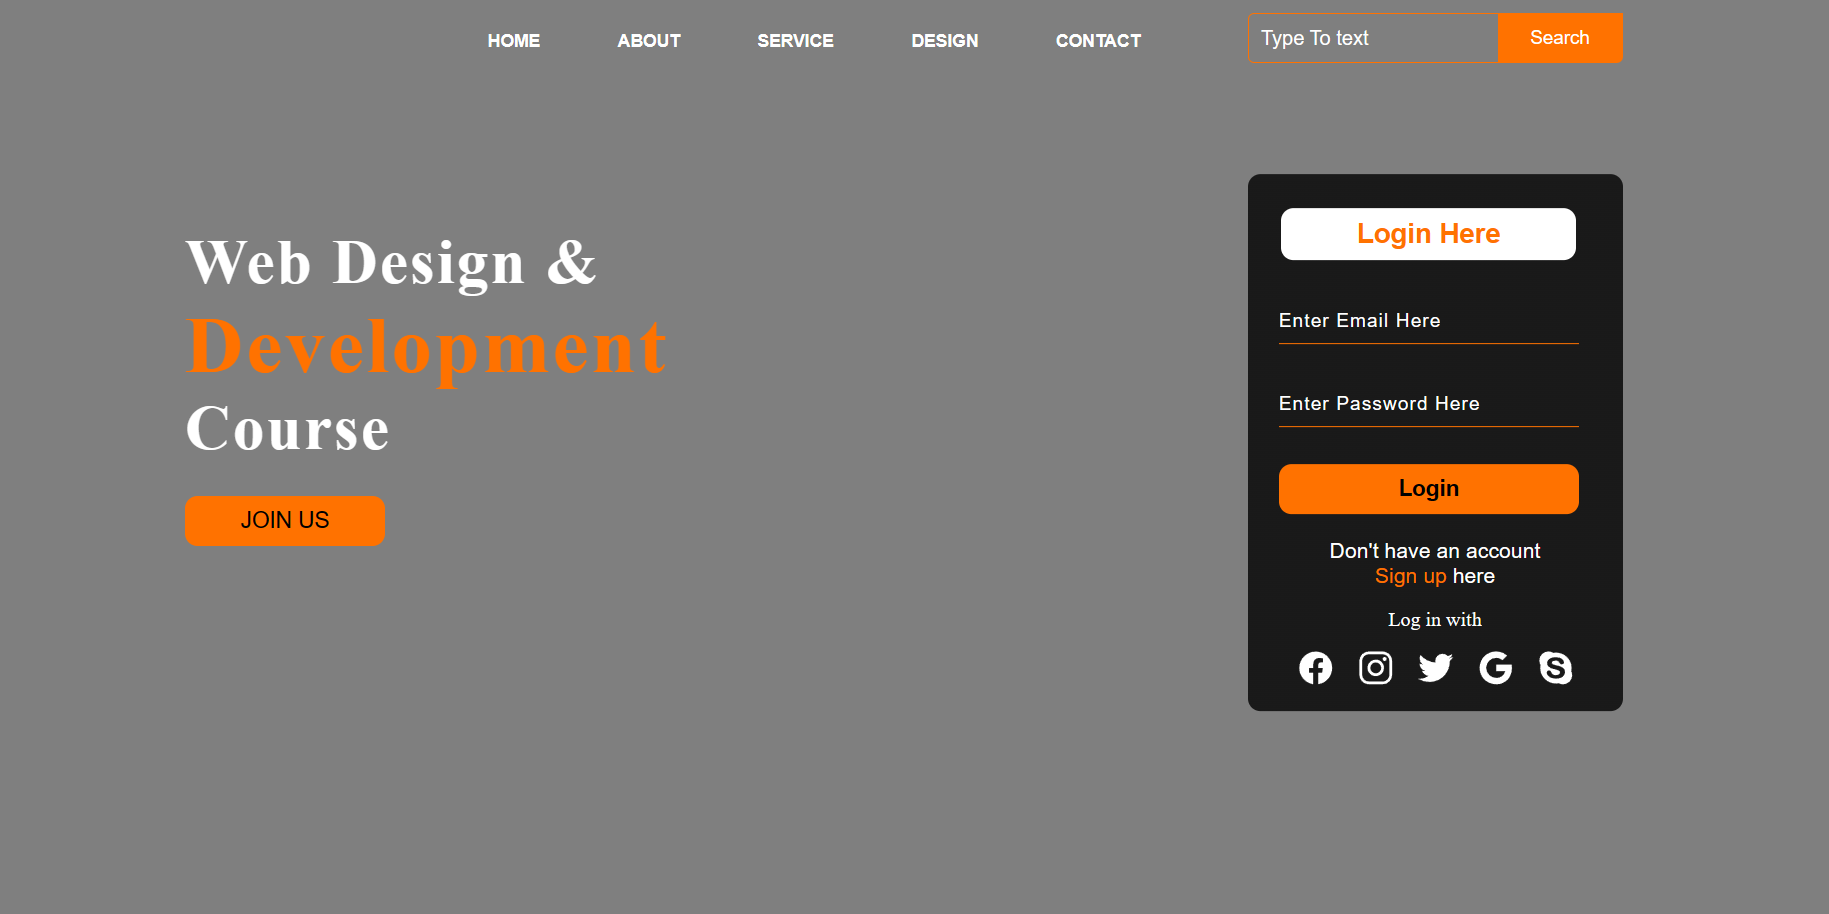 HOME ABOUT SERVICE DESIGN CONTACT Type To text Search
Web Design &
Development
Course
JOIN US
Login Here
Enter Email Here
Enter Password Here
Login
Don't have an account
Sign up here
Log in with